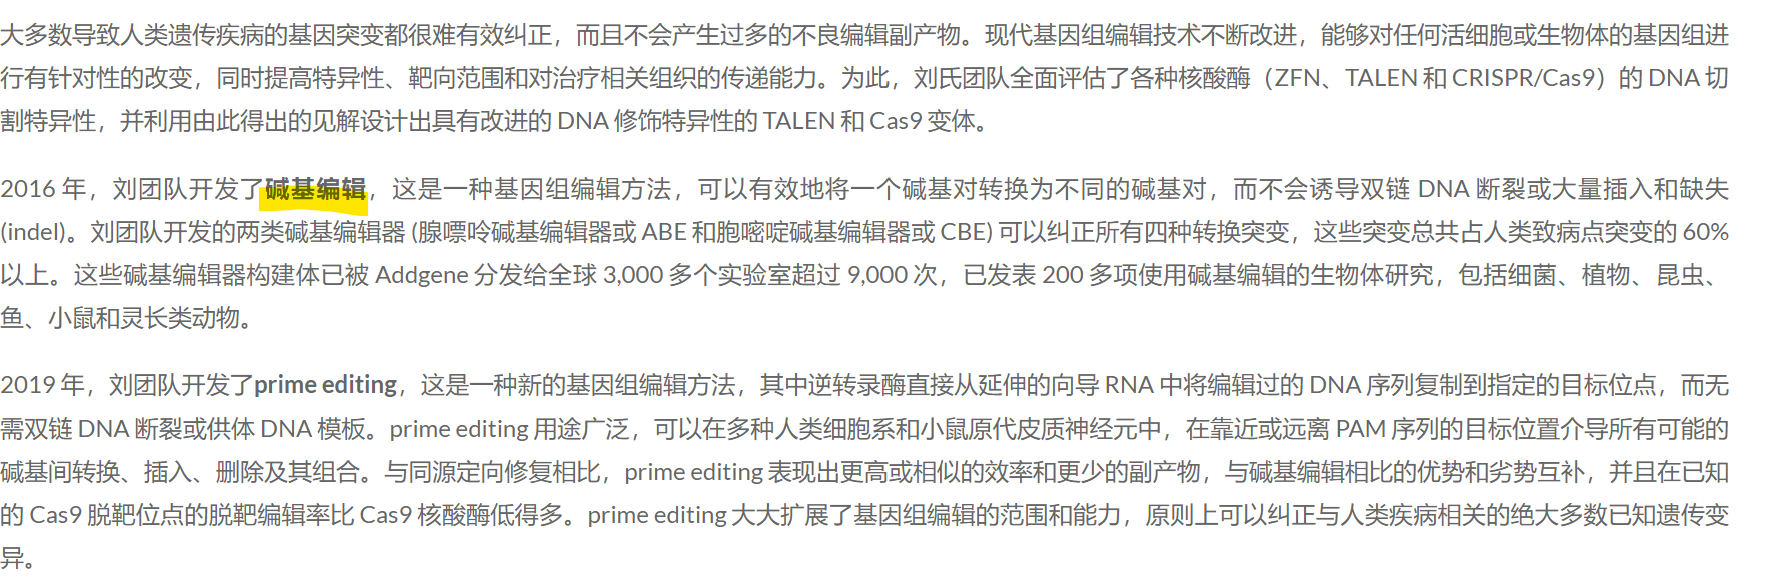 大多数导致人类遗传疾病的基因突变都很难有效纠正，而且不会产生过多的不良编辑副产物。现代基因组编辑技术不断改进，能够对任何活细胞或生物体的基因组进
行有针对性的改变，同时提高特异性、靶向范围和对治疗相关组织的传递能力。为此，刘氏团队全面评估了各种核酸酶（ZFN、TALEN 和 CRISPR/Cas9）的 DNA 切
割特异性，并利用由此得出的见解设计出具有改进的 DNA 修饰特异性的 TALEN 和 Cas9 变体。
2016 年，刘团队开发了碱基编辑，这是一种基因组编辑方法，可以有效地将一个碱基对转换为不同的碱基对，而不会诱导双链 DNA 断裂或大量插入和缺失
(indel)。刘团队开发的两类碱基编辑器 (腺嘌呤碱基编辑器或 ABE 和胞嘧啶碱基编辑器或 CBE) 可以纠正所有四种转换突变，这些突变总共占人类致病点突变的 60%
以上。这些碱基编辑器构建体已被 Addgene 分发给全球 3,000 多个实验室超过 9,000 次，已发表 200 多项使用碱基编辑的生物体研究，包括细菌、植物、昆虫、
鱼、小鼠和灵长类动物。
2019 年，刘团队开发了prime editing，这是一种新的基因组编辑方法，其中逆转录酶直接从延伸的向导 RNA 中将编辑过的 DNA 序列复制到指定的目标位点，而无
需双链 DNA 断裂或供体 DNA 模板。prime editing 用途广泛，可以在多种人类细胞系和小鼠原代皮质神经元中，在靠近或远离 PAM 序列的目标位置介导所有可能的
碱基间转换、插入、删除及其组合。与同源定向修复相比，prime editing 表现出更高或相似的效率和更少的副产物，与碱基编辑相比的优势和劣势互补，并且在已知
的 Cas9 脱靶位点的脱靶编辑率比 Cas9 核酸酶低得多。prime editing 大大扩展了基因组编辑的范围和能力，原则上可以纠正与人类疾病相关的绝大多数已知遗传变
异。